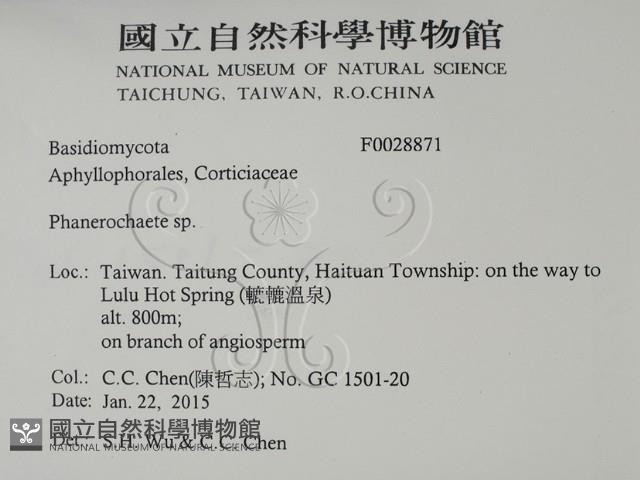 國立自然科學博物館
NATIONAL MUSEUM OF NATURAL SCIENCE
TAICHUNG, TAIWAN, R.O.CHINA
Basidiomycota F0028871
Aphyllophorales, Corticiaceae
Phanerochaete sp.
Loc.: Taiwan. Taitung County, Haituan Township: on the way to
Lulu Hot Spring (轆轆溫泉)
alt. 800m;
on branch of angiosperm
Col.: C.C. Chen(陳哲志); No. GC 1501-20
Date: Jan. 22, 2015
國立自然科學博物館
Det.: S.H. Wu & C.C. Chen
NATIONAL MUSEUM OF NATURAL SCIENCE